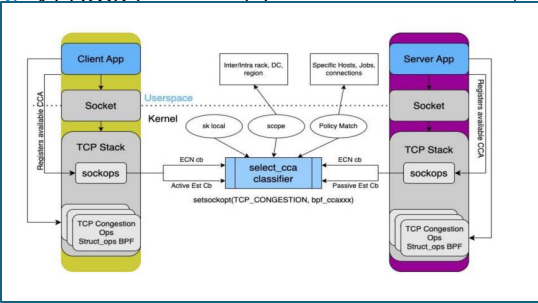 Client App
Inter/Intra rack, DC,
region
Specific Hosts, Jobs,
connections
Server App
Registers available CCA
Userspace
Kernel
Socket
Socket
Registers available CCA
TCP Stack
sk local
scope
Policy Match
TCP Stack
sockops
ECN cb
Active Est Cb
select_cca
classifier
ECN cb
Passive Est Cb
sockops
setsockopt(TCP_CONGESTION, bpf_ccaxxx)
TCP Congestion
Ops
Struct_ops BPF
TCP Congestion
Ops
Struct_ops BPF